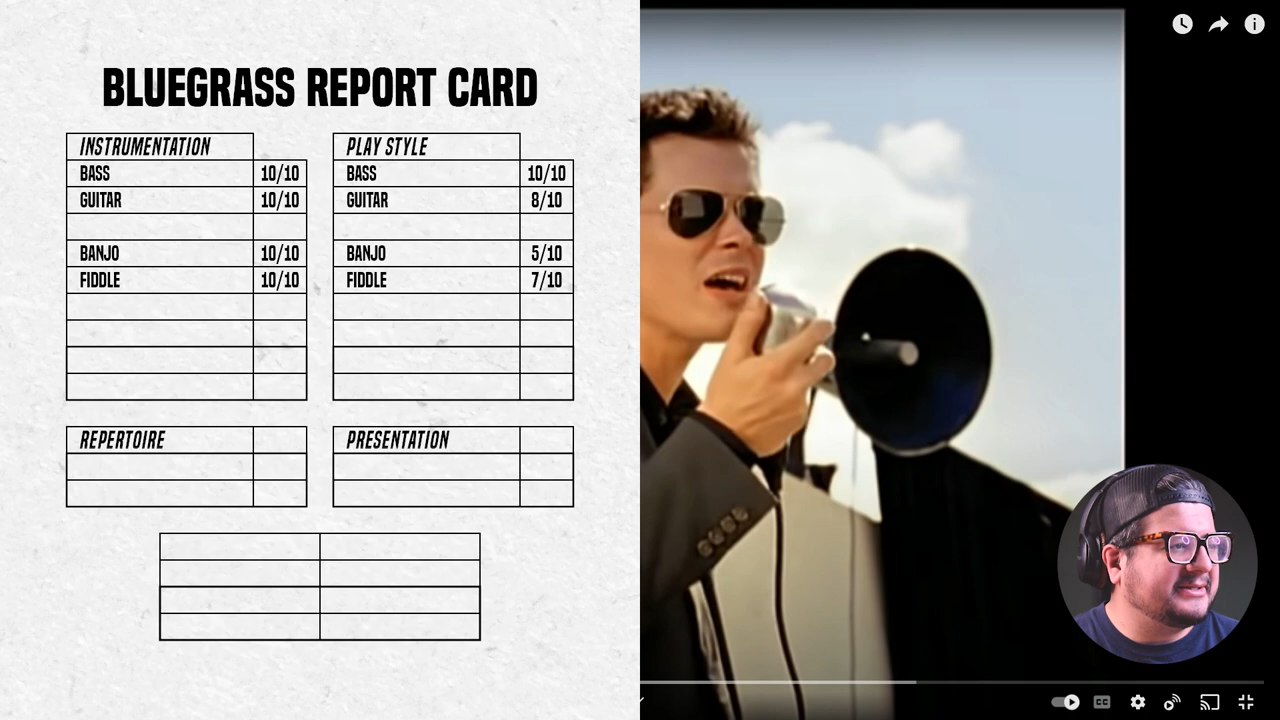 BLUEGRASS REPORT CARD
INSTRUMENTATION
BASS 10/10
GUITAR 10/10
BANJO 10/10
FIDDLE 10/10
PLAY STYLE
BASS 10/10
GUITAR 8/10
BANJO 5/10
FIDDLE 7/10
REPERTOIRE
PRESENTATION
CC